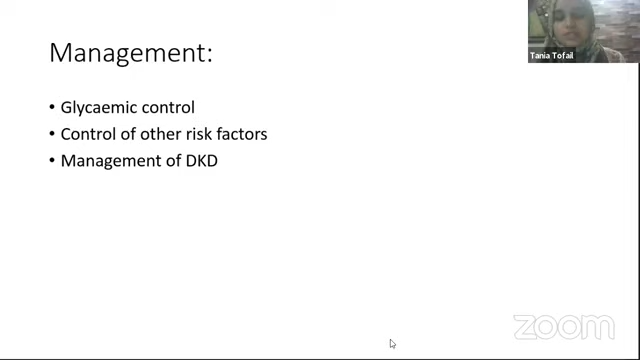 Management:
Tania Tofail
• Glycaemic control
• Control of other risk factors
• Management of DKD
zoom